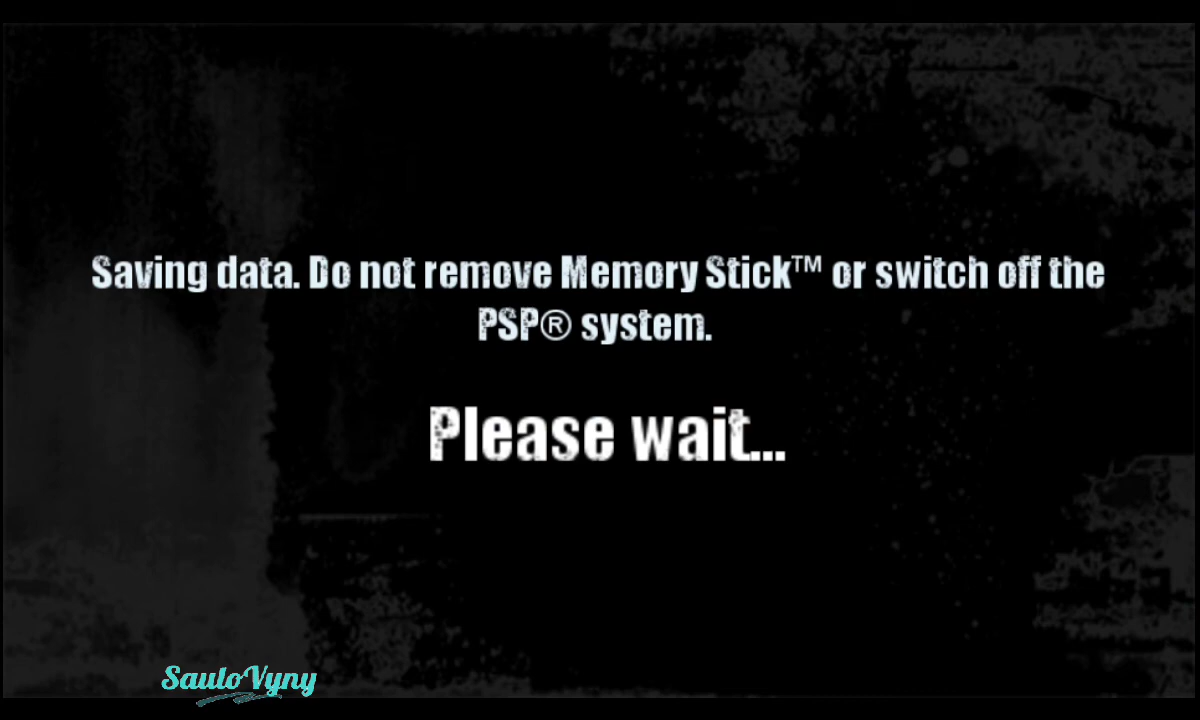 Saving data. Do not remove Memory Stick™ or switch off the
PSP® system.
Please wait...
SauloVyny